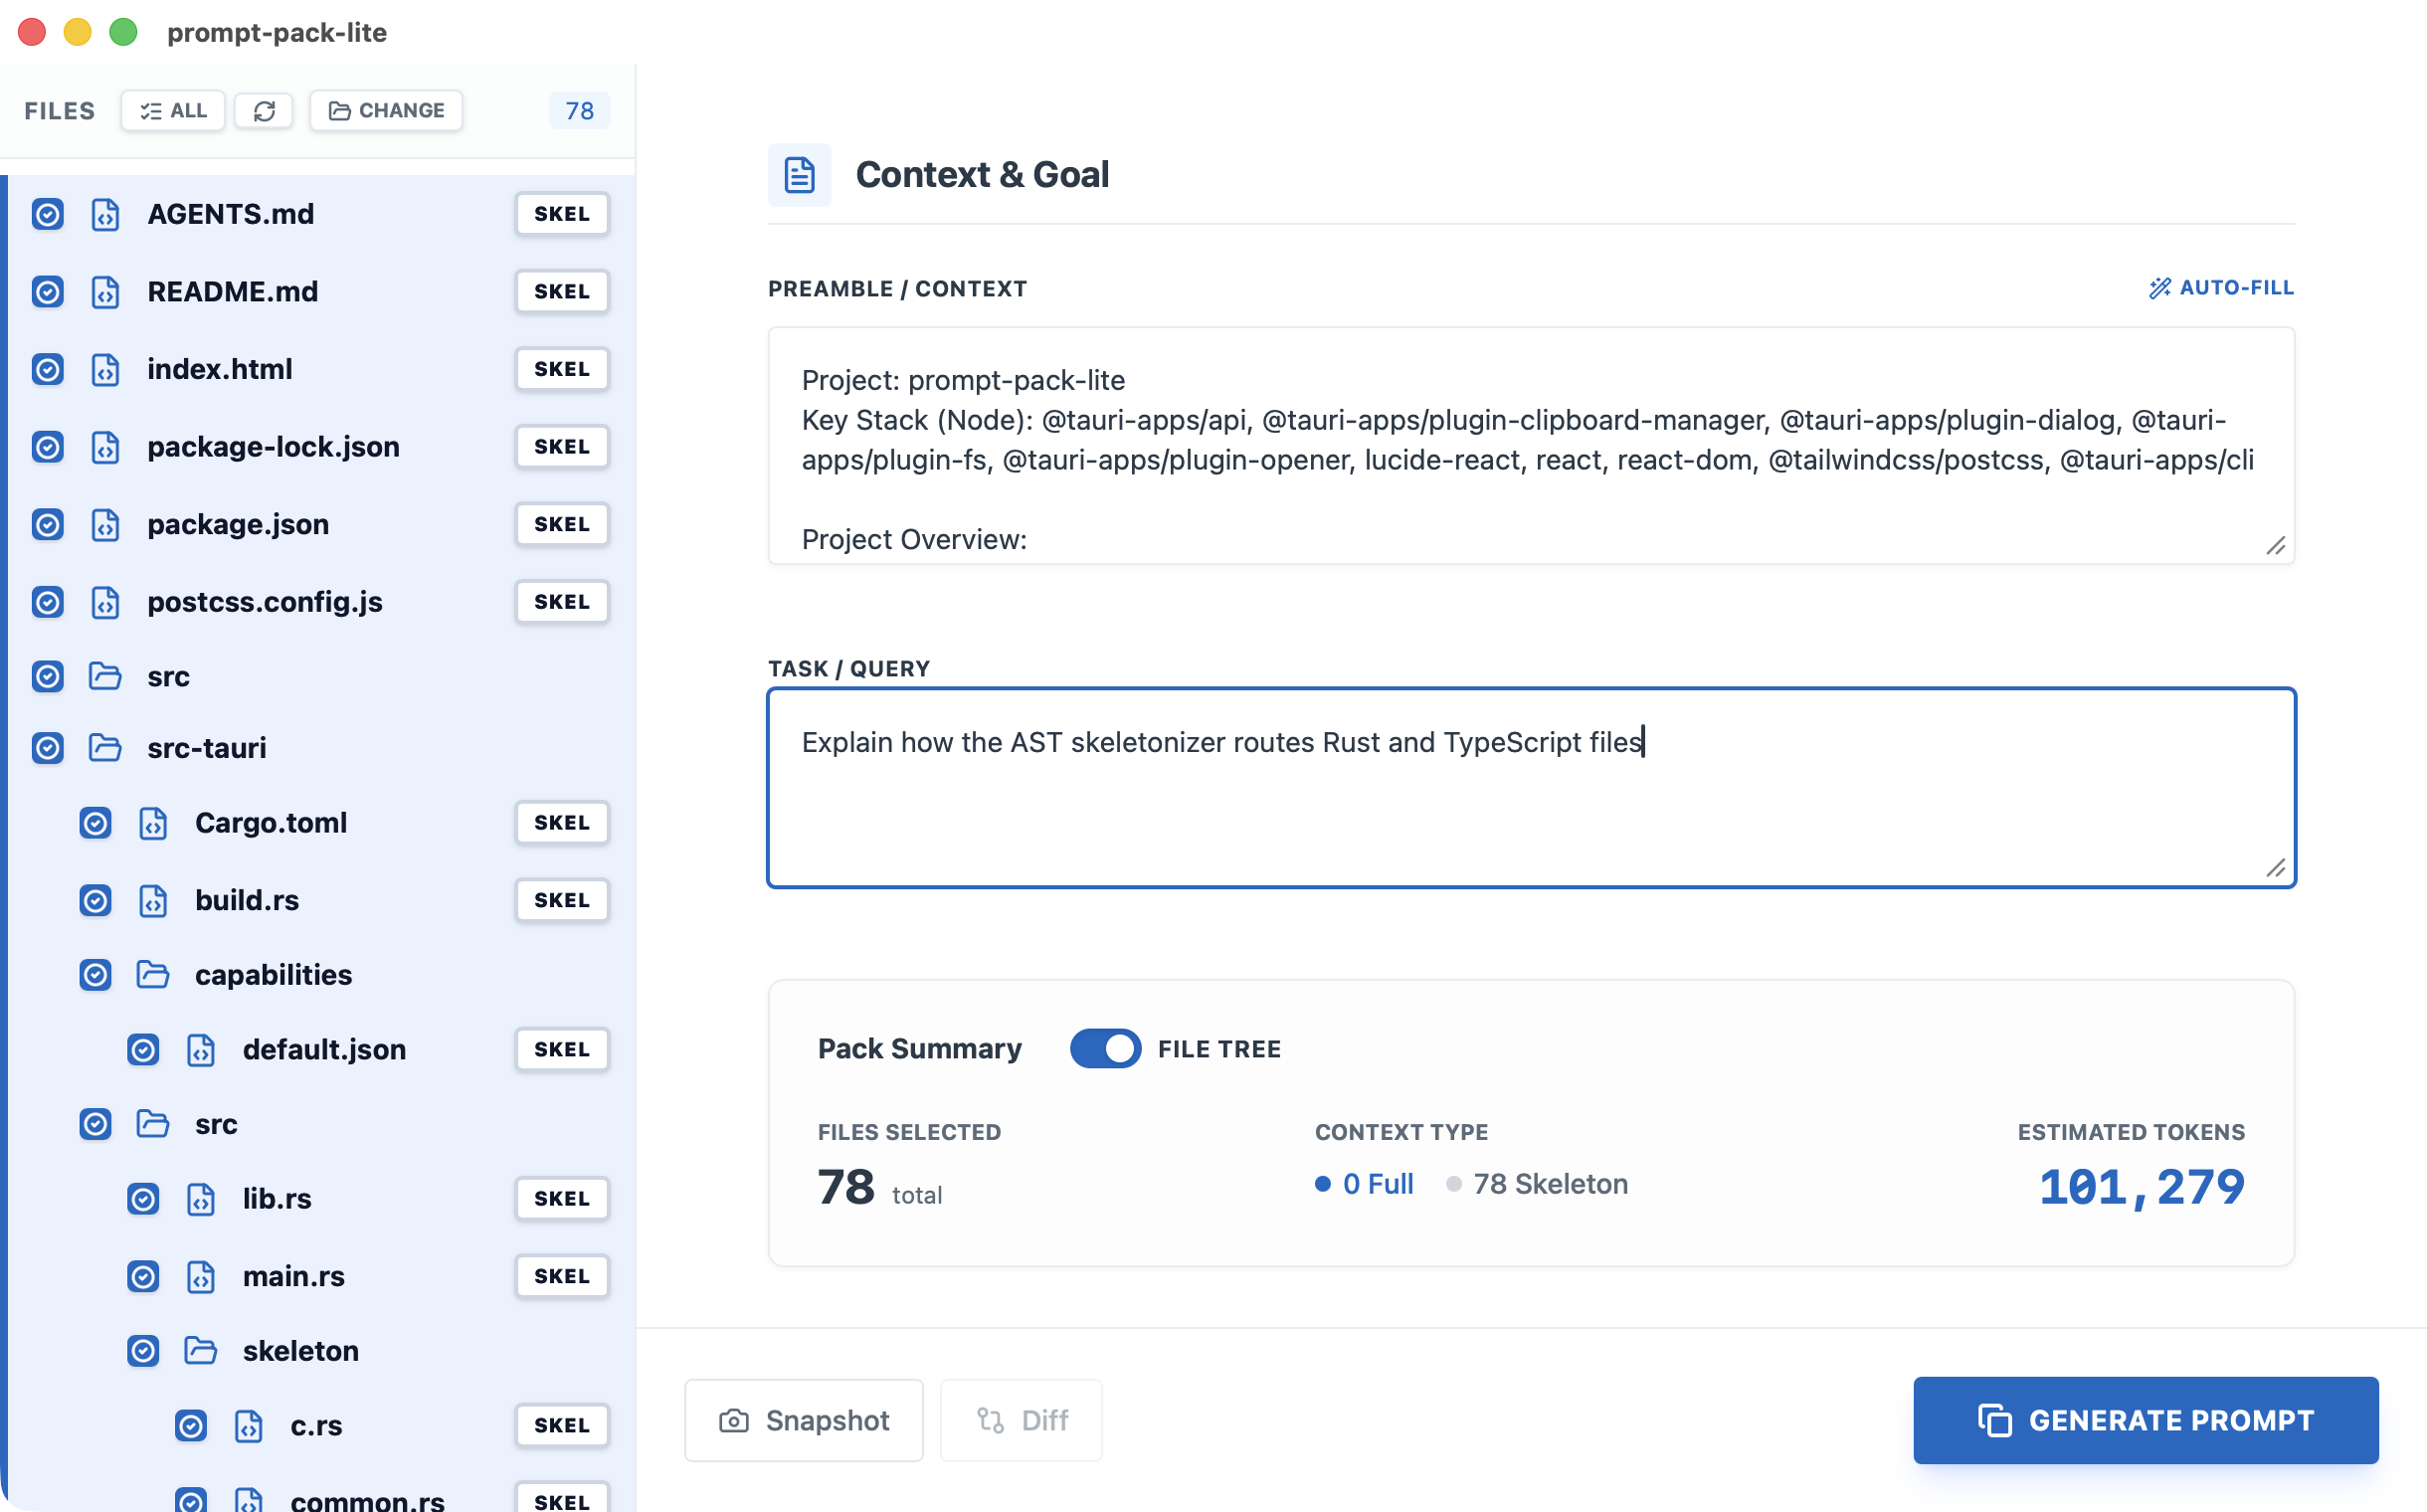 prompt-pack-lite
FILES
ALL
CHANGE
78
AGENTS.md
SKEL
README.md
SKEL
index.html
SKEL
package-lock.json
SKEL
package.json
SKEL
postcss.config.js
SKEL
src
src-tauri
Cargo.toml
SKEL
build.rs
SKEL
capabilities
default.json
SKEL
src
lib.rs
SKEL
main.rs
SKEL
skeleton
c.rs
SKEL
common.rs
SKEL
Context & Goal
PREAMBLE / CONTEXT
AUTO-FILL
Project: prompt-pack-lite
Key Stack (Node): @tauri-apps/api, @tauri-apps/plugin-clipboard-manager, @tauri-apps/plugin-dialog, @tauri-
apps/plugin-fs, @tauri-apps/plugin-opener, lucide-react, react, react-dom, @tailwindcss/postcss, @tauri-apps/cli
Project Overview:
TASK / QUERY
Explain how the AST skeletonizer routes Rust and TypeScript files
Pack Summary
FILE TREE
FILES SELECTED
78 total
CONTEXT TYPE
0 Full
78 Skeleton
ESTIMATED TOKENS
101,279
Snapshot
Diff
GENERATE PROMPT